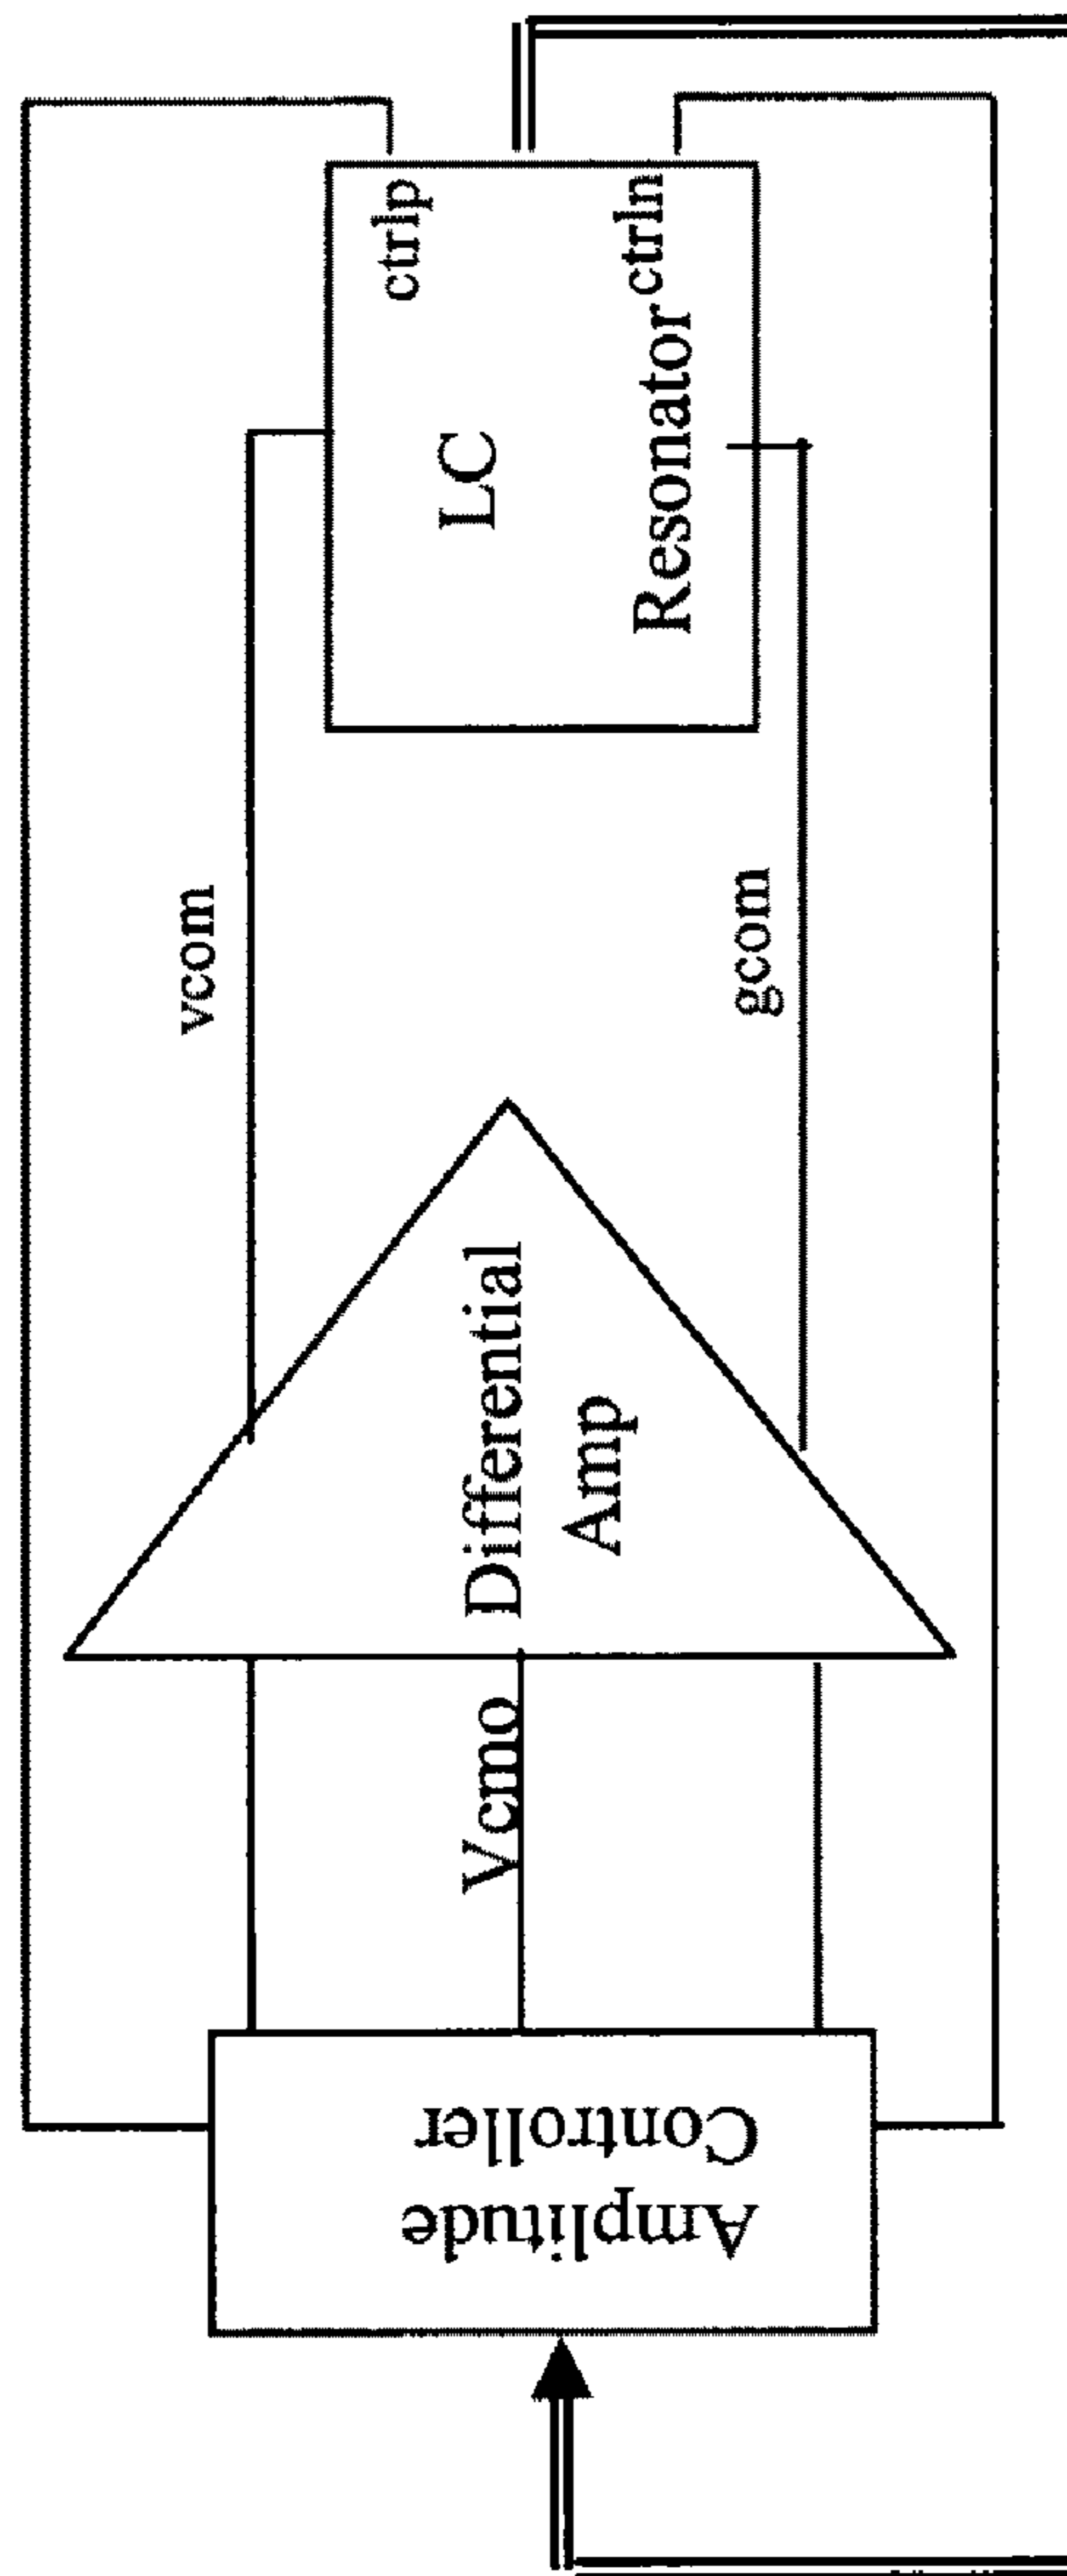 Amplitude
Controller
Vcmo
Differential
Amp
vcom
gcom
LC
Resonator
ctrlp
ctrln